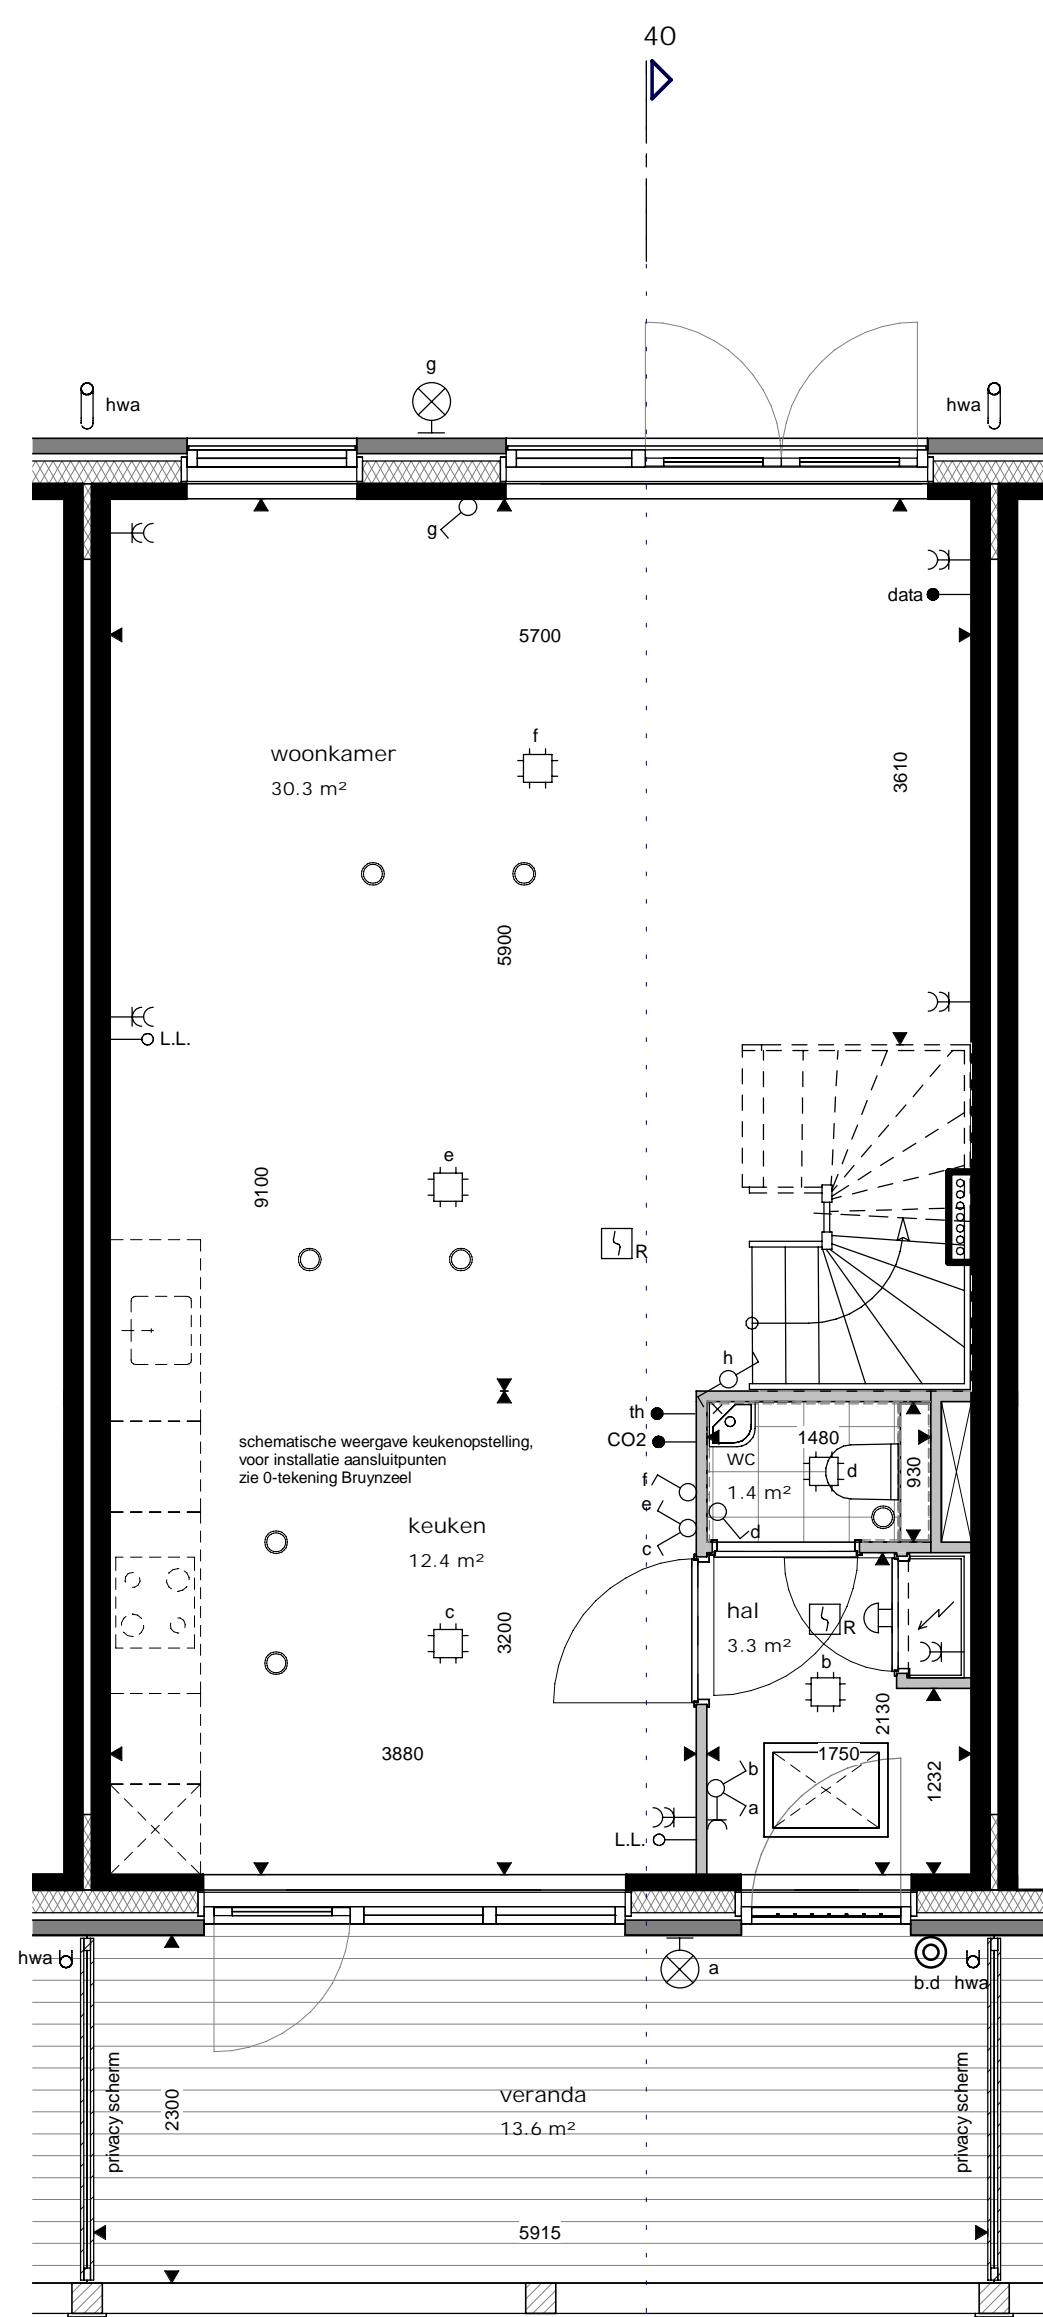 40
g
hwa
hwa
g
data
5700
f
woonkamer
30.3 m²
3610
5900
L.L.
e
9100
R
h
th
CO2
1480
schematische weergave keukenopstelling,
voor installatie aansluitpunten
zie 0-tekening Bruynzeel
wc
d
930
1.4 m²
f
e
d
c
keuken
12.4 m²
hal
3.3 m²
R
c
3200
b
2130
3880
1750
1232
b
a
L.L.
hwa
a
b.d
hwa
privacy scherm
2300
veranda
13.6 m²
privacy scherm
5915